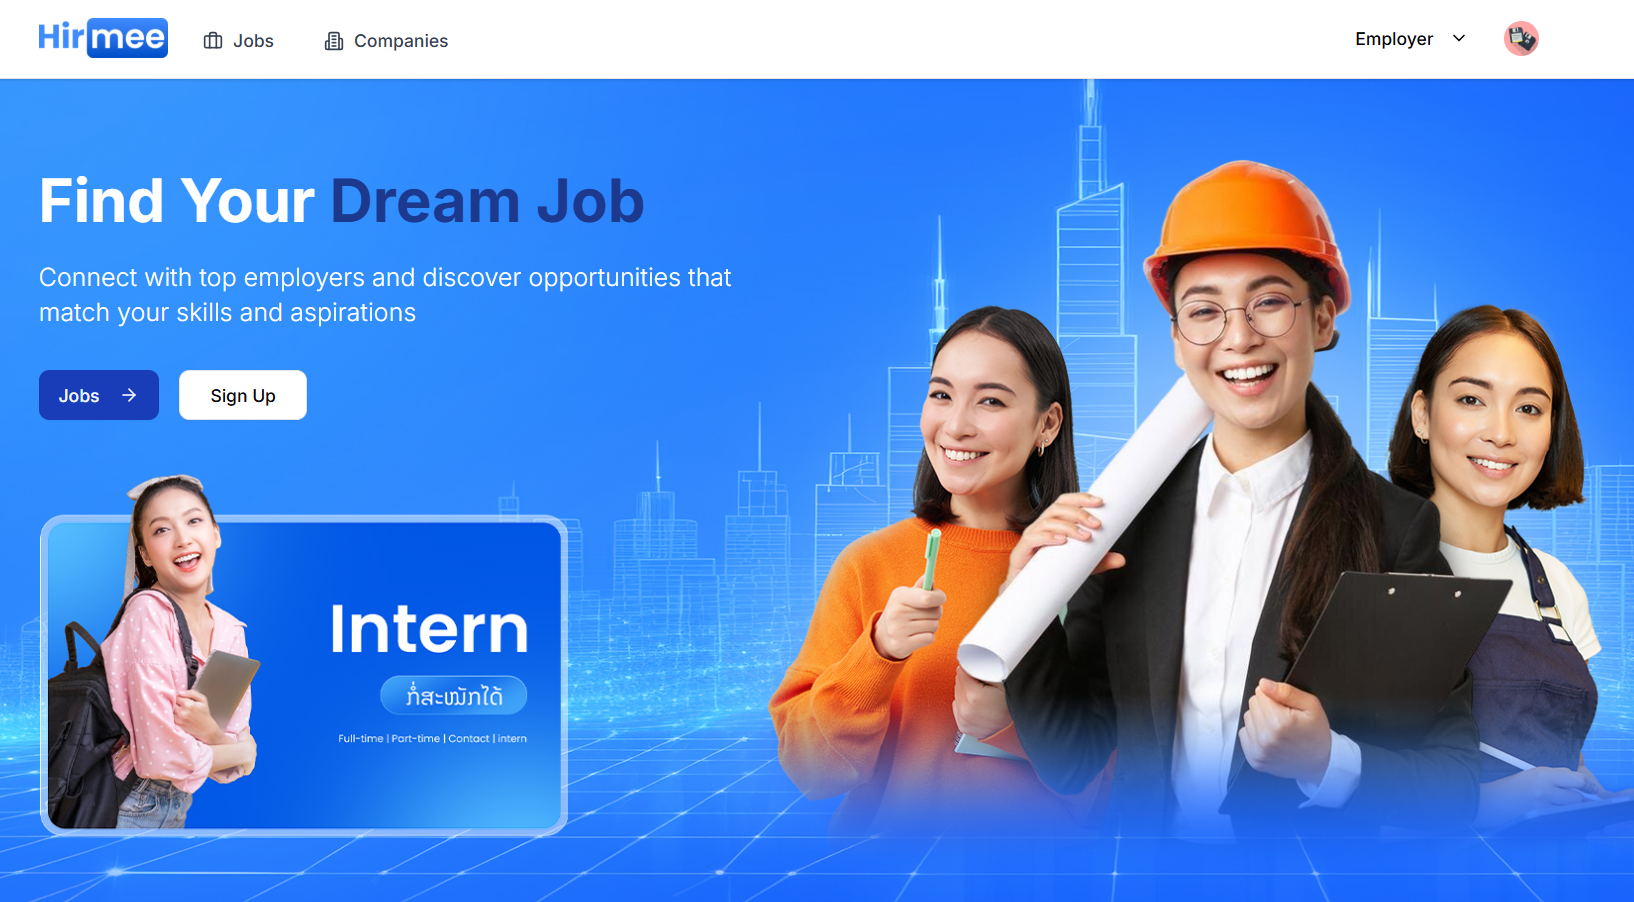 Hirmee
Jobs
Companies
Employer
Find Your Dream Job
Connect with top employers and discover opportunities that
match your skills and aspirations
Jobs
Sign Up
Intern
ກໍ່ສະໝັກໄດ້
Full-time | Part-time | Contact | intern